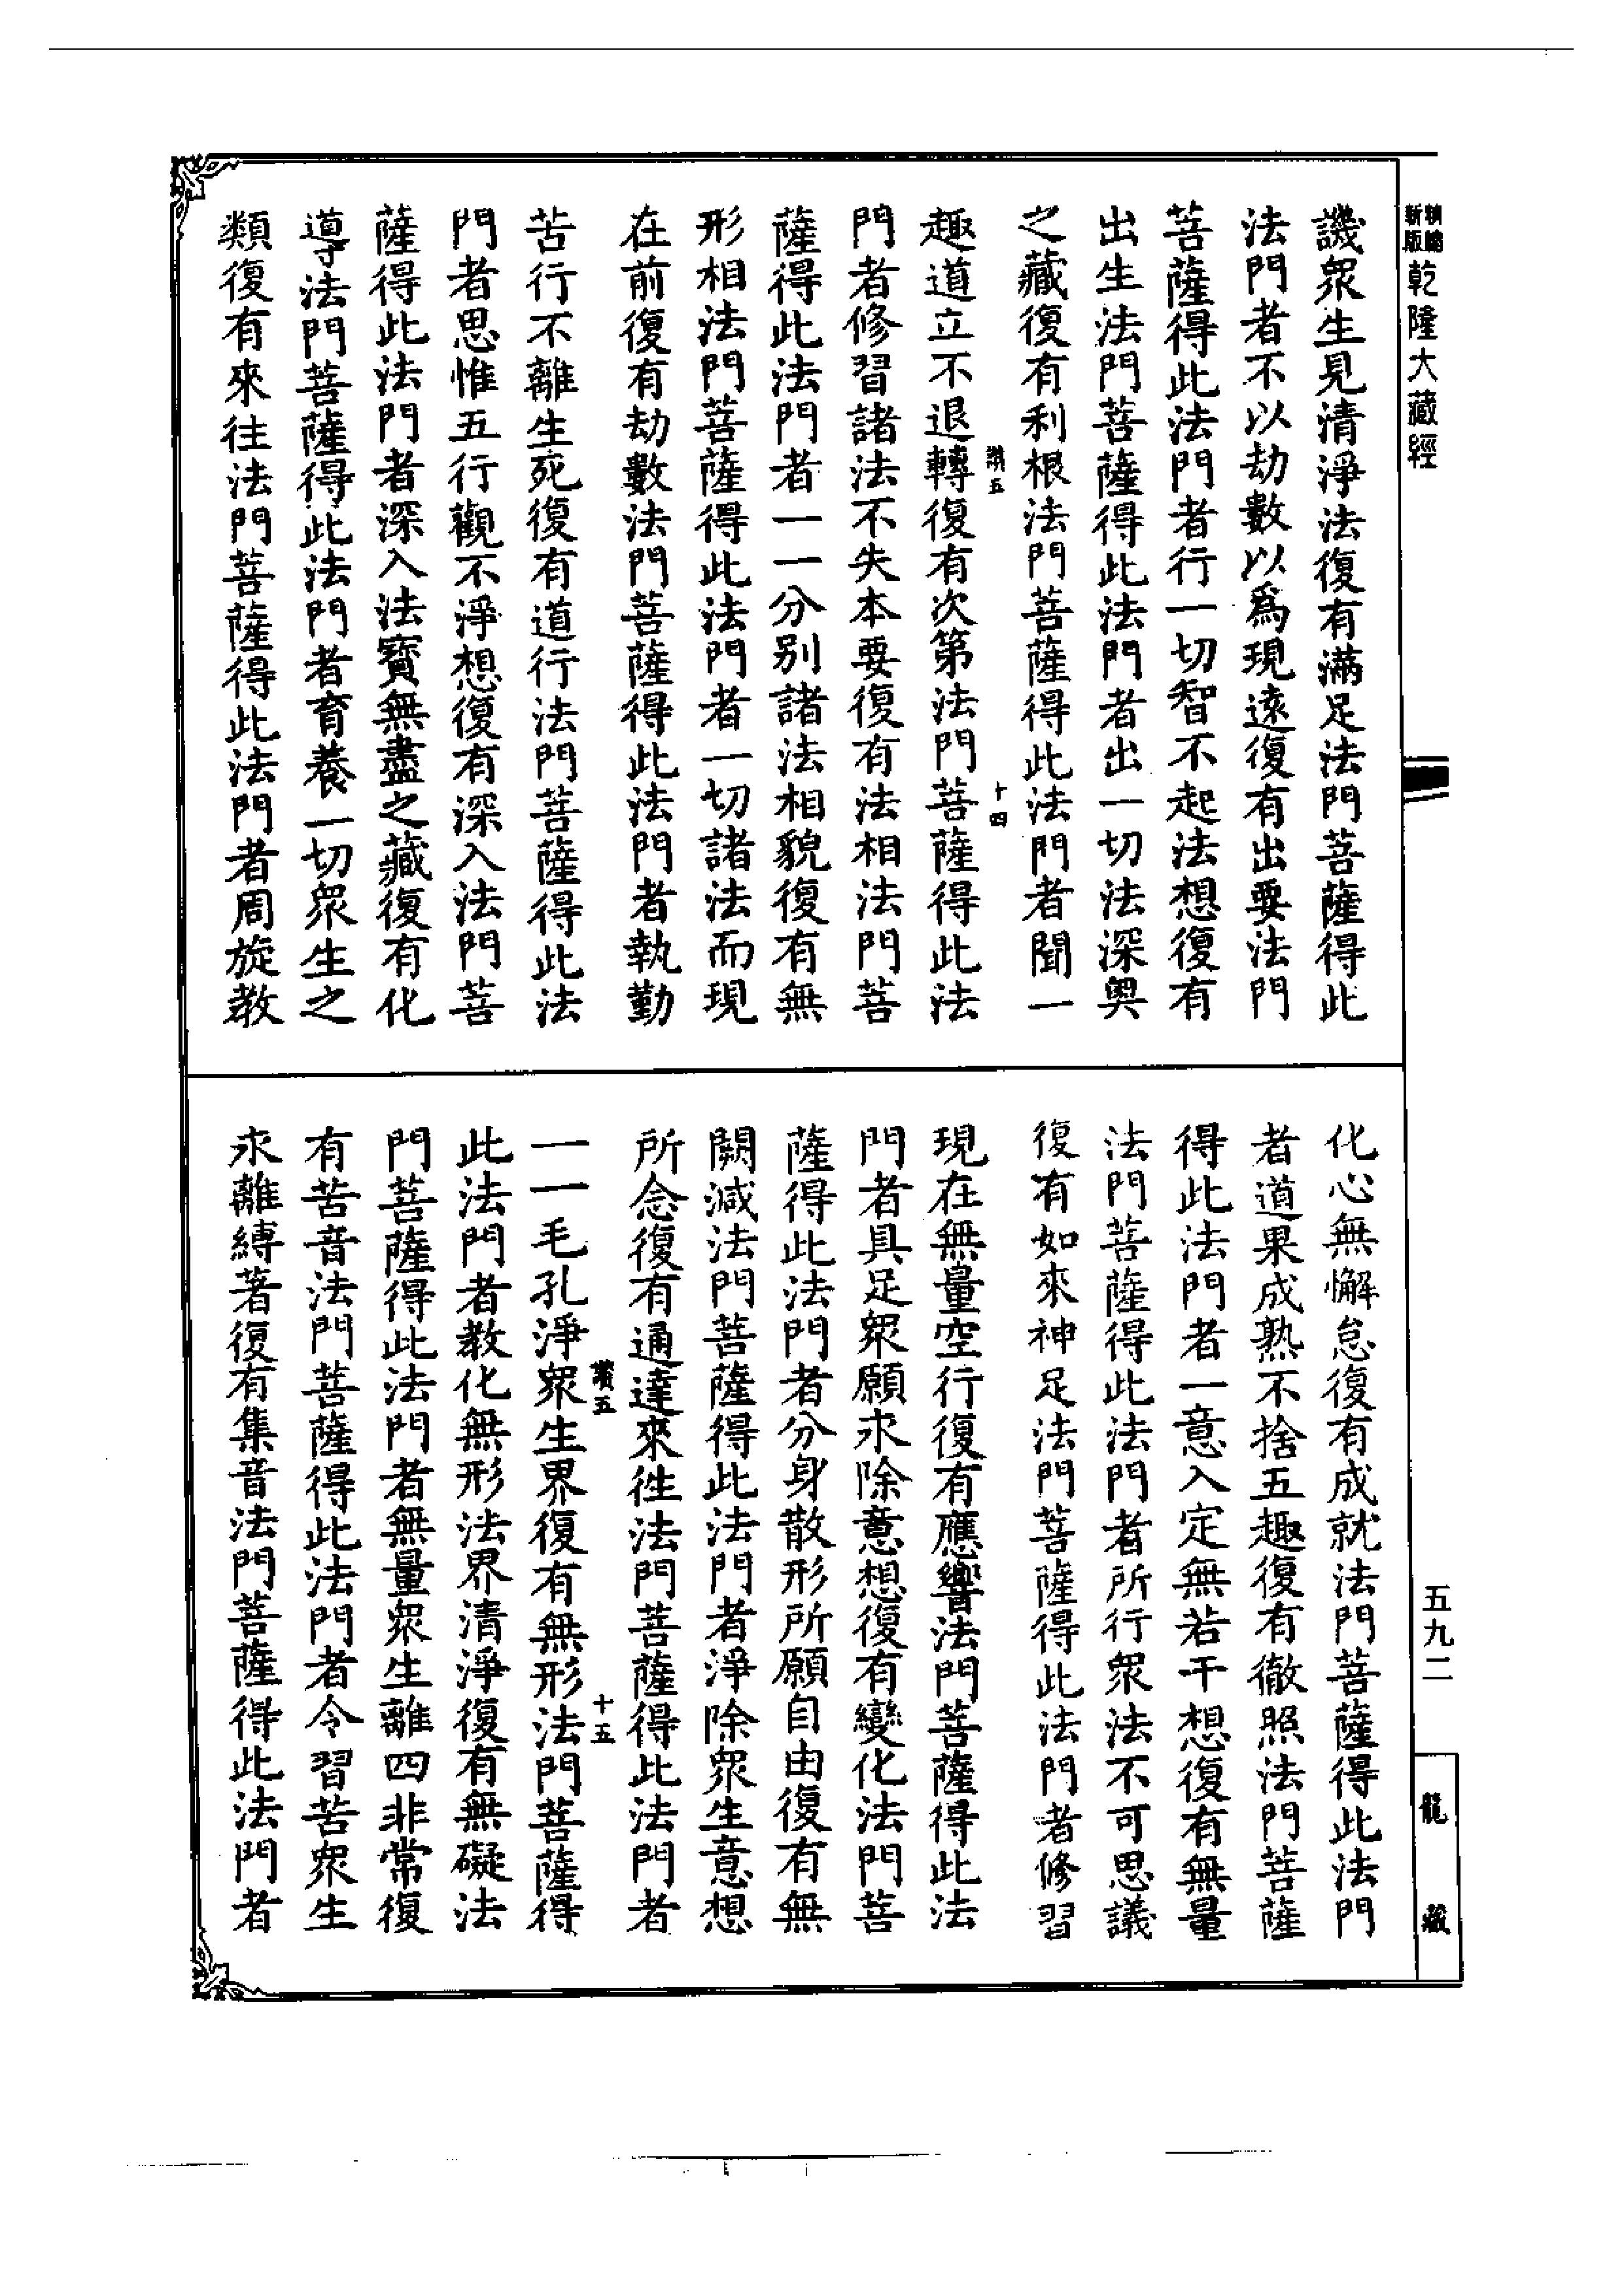 新版
乾隆大藏經
譏衆生見清淨法復有滿足法門菩薩得此
法門者不以劫數以爲現遠復有出要法門
菩薩得此法門者行一切智不起法想復有
出生法門菩薩得此法門者出一切法深奧
之藏復有利根法門菩薩得此法門者聞一
趣道立不退轉復有次第法門菩薩得此法
十四
門者修習諸法不失本要復有法相法門菩
薩得此法門者一一分別諸法相貌復有無
形相法門菩薩得此法門者一切諸法而現
在前復有劫數法門菩薩得此法門者執勤
苦行不離生死復有道行法門菩薩得此法
門者思惟五行觀不淨想復有深入法門菩
薩得此法門者深入法寶無盡之藏復有化
導法門菩薩得此法門者育養一切衆生之
類復有來往法門菩薩得此法門者周旋教
化心無懈怠復有成就法門菩薩得此法門
者道果成熟不捨五趣復有徹照法門菩薩
得此法門者一意入定無若干想復有無量
法門菩薩得此法門者所行衆法不可思議
復有如來神足法門菩薩得此法門者修習
現在無量空行復有應響法門菩薩得此法
門者具足衆願求除意想復有變化法門菩
薩得此法門者分身散形所願自由復有無
闕減法門菩薩得此法門者淨除衆生意想
所念復有通達來往法門菩薩得此法門者
一一毛孔淨衆生界復有無形法門菩薩得
十五
此法門者教化無形法界清淨復有無礙法
門菩薩得此法門者無量衆生離四非常復
有苦音法門菩薩得此法門者令習苦衆生
求離縛著復有集音法門菩薩得此法門者
五九二
龍藏